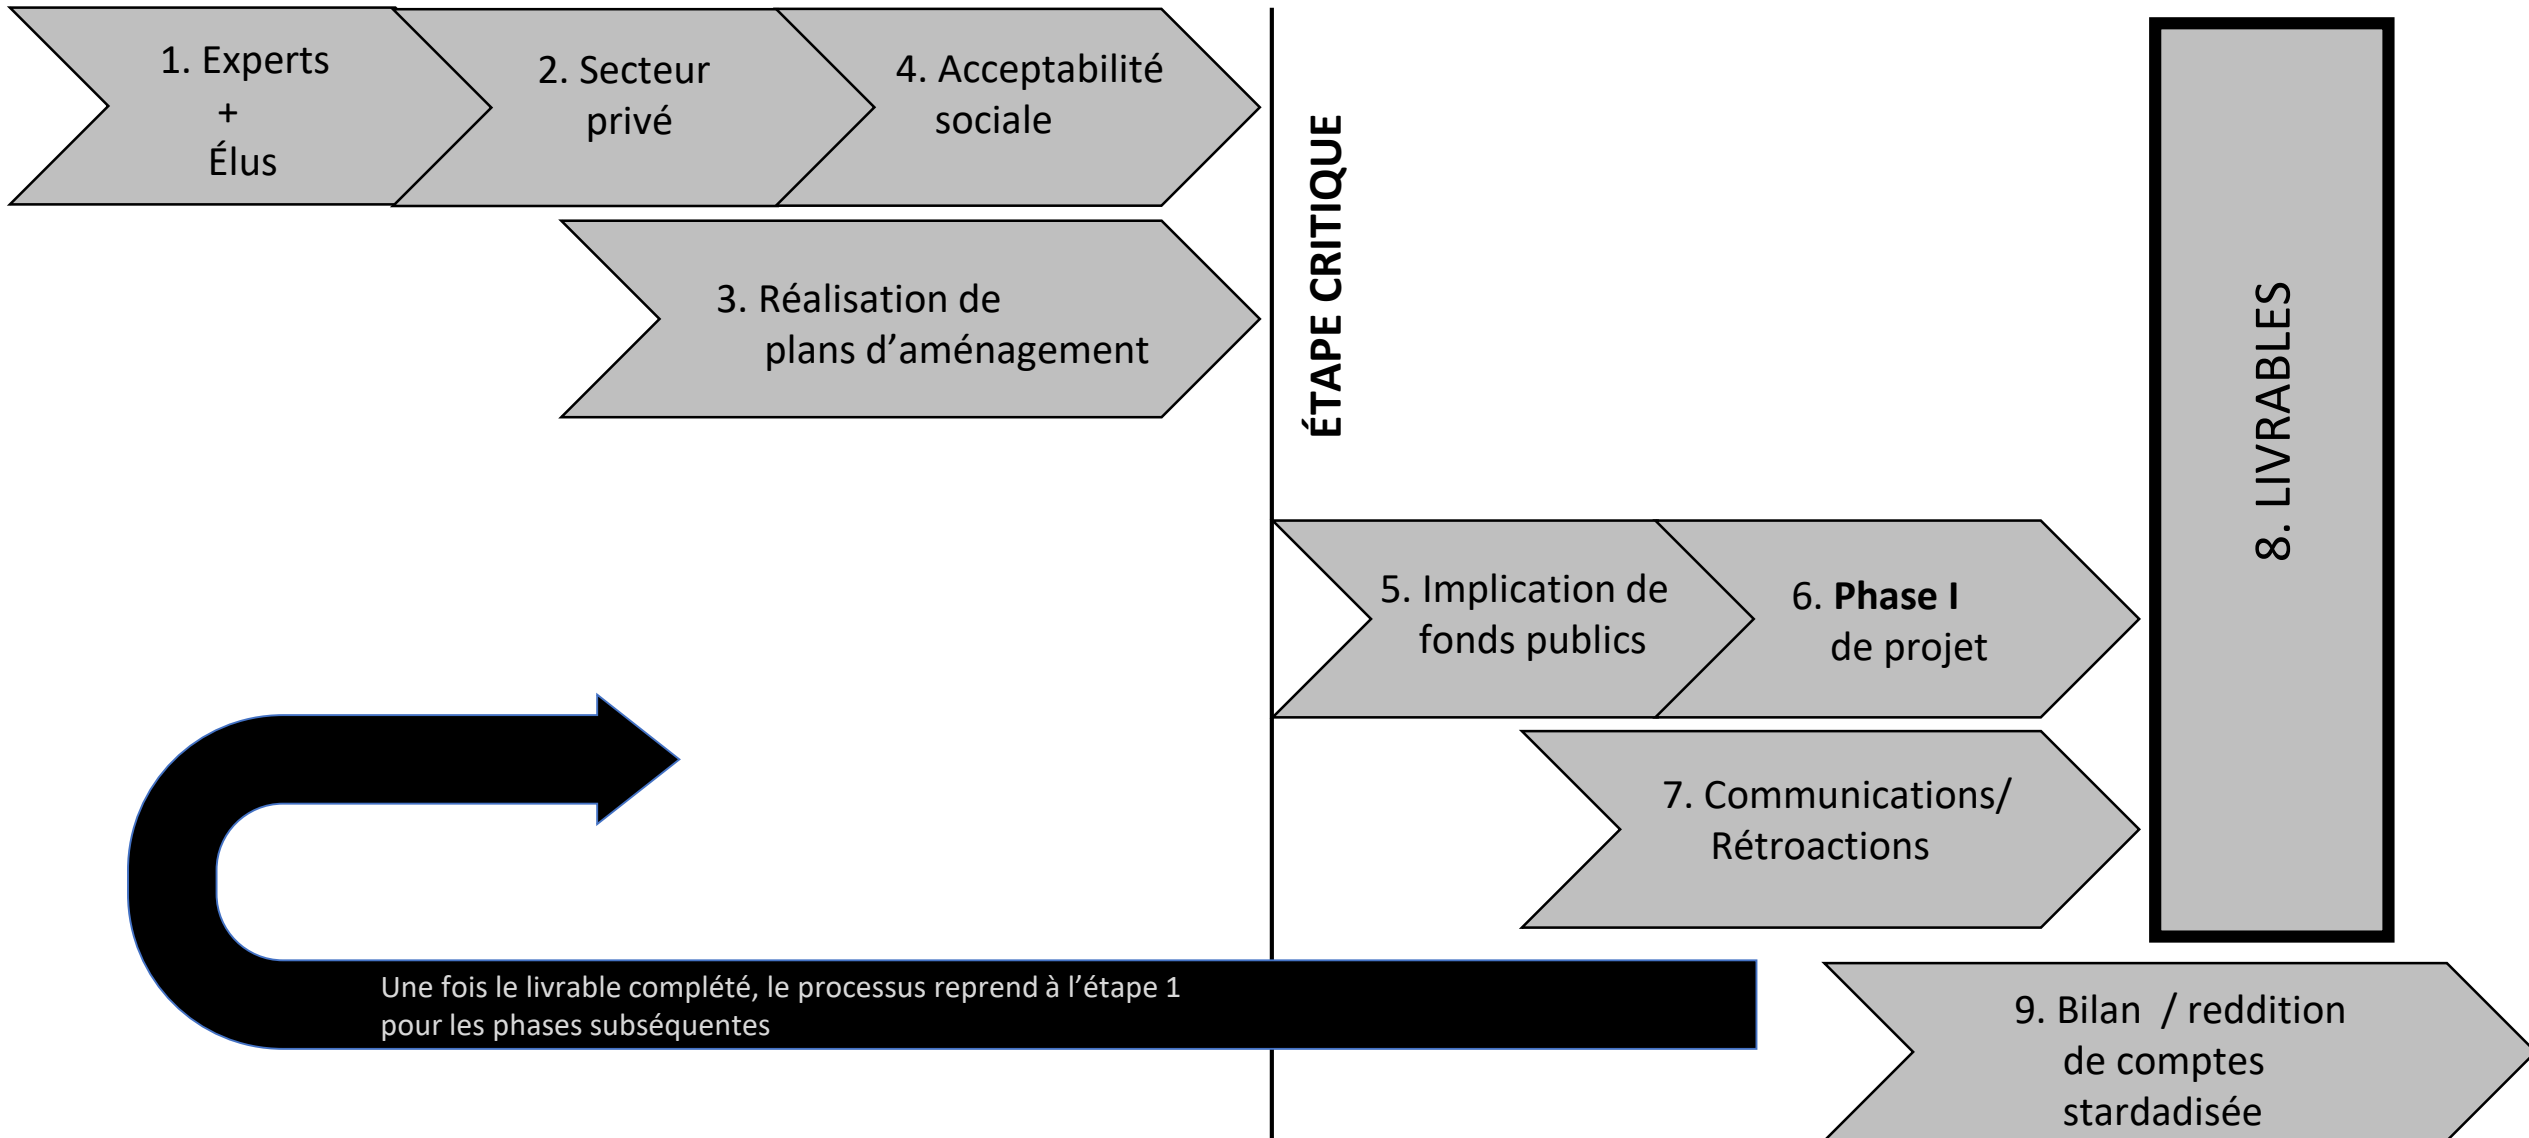 1. Experts
+
Élus
2. Secteur
privé
4. Acceptabilité
sociale
3. Réalisation de
plans d’aménagement
ÉTAPE CRITIQUE
5. Implication de
fonds publics
6. Phase I
de projet
7. Communications/
Rétroactions
8. LIVRABLES
9. Bilan / reddition
de comptes
stardadisée
Une fois le livrable complété, le processus reprend à l’étape 1
pour les phases subséquentes